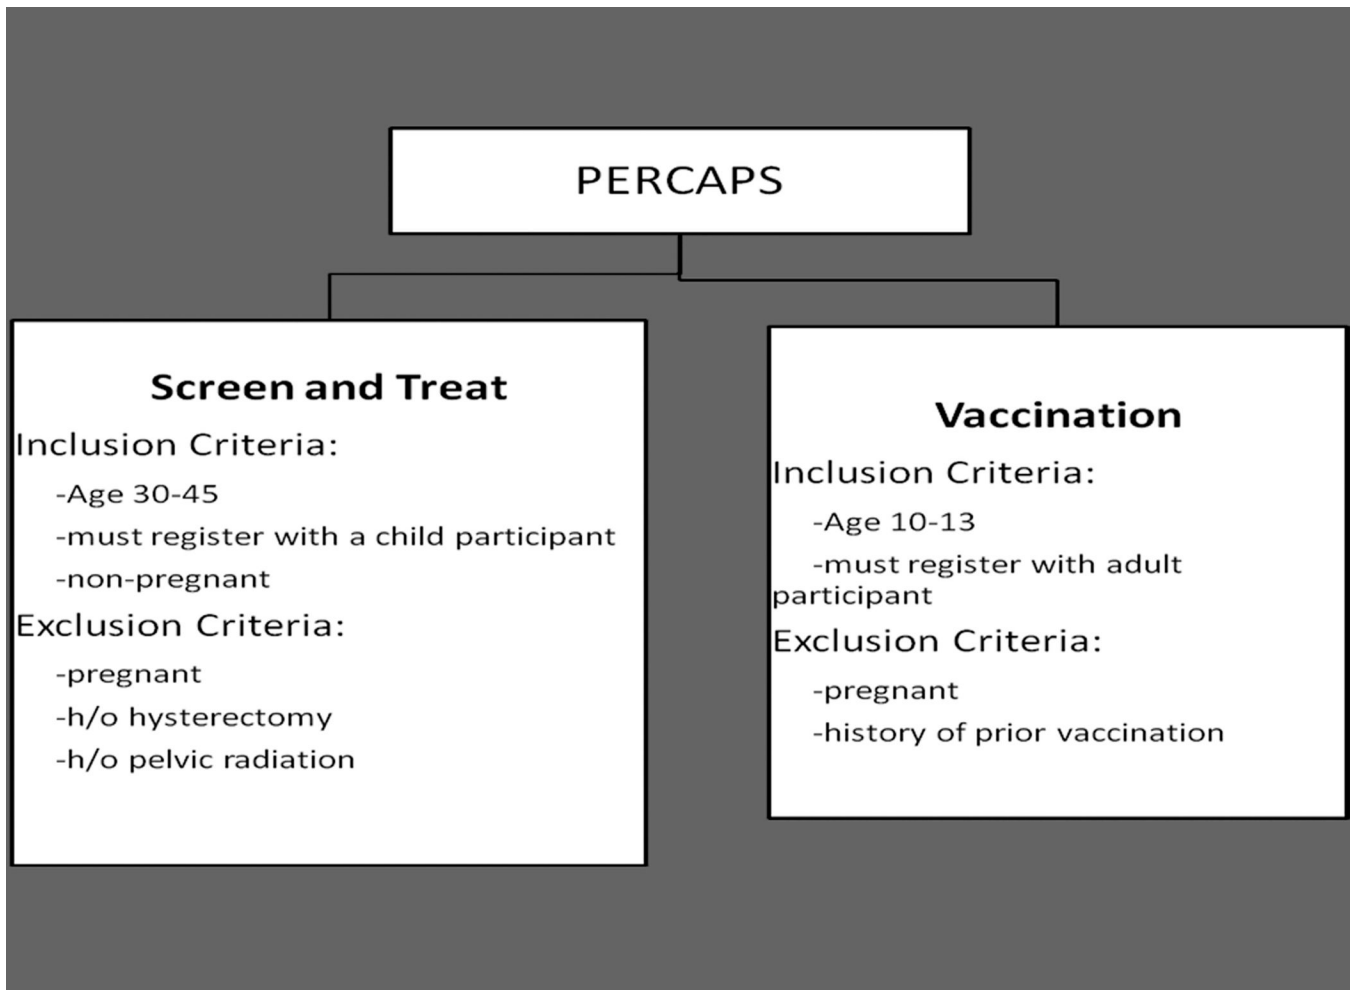 PERCAPS
Screen and Treat
Inclusion Criteria:
-Age 30-45
-must register with a child participant
-non-pregnant
Exclusion Criteria:
-pregnant
-h/o hysterectomy
-h/o pelvic radiation
Vaccination
Inclusion Criteria:
-Age 10-13
-must register with adult
participant
Exclusion Criteria:
-pregnant
-history of prior vaccination